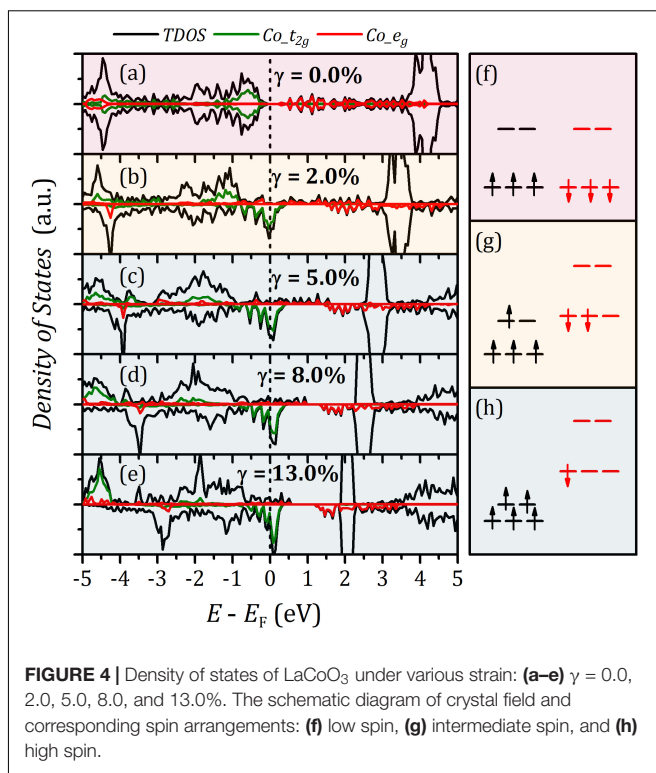 TDOS Co_t₂g Co_eg
(a) γ = 0.0% (f)
(b) γ = 2.0% (g)
(c) γ = 5.0%
(d) γ = 8.0% (h)
(e) γ = 13.0%
Density of States (a.u.)
-5 -4 -3 -2 -1 0 1 2 3 4 5
E - E_F (eV)
FIGURE 4 | Density of states of LaCoO₃ under various strain: (a–e) γ = 0.0,
2.0, 5.0, 8.0, and 13.0%. The schematic diagram of crystal field and
corresponding spin arrangements: (f) low spin, (g) intermediate spin, and (h)
high spin.